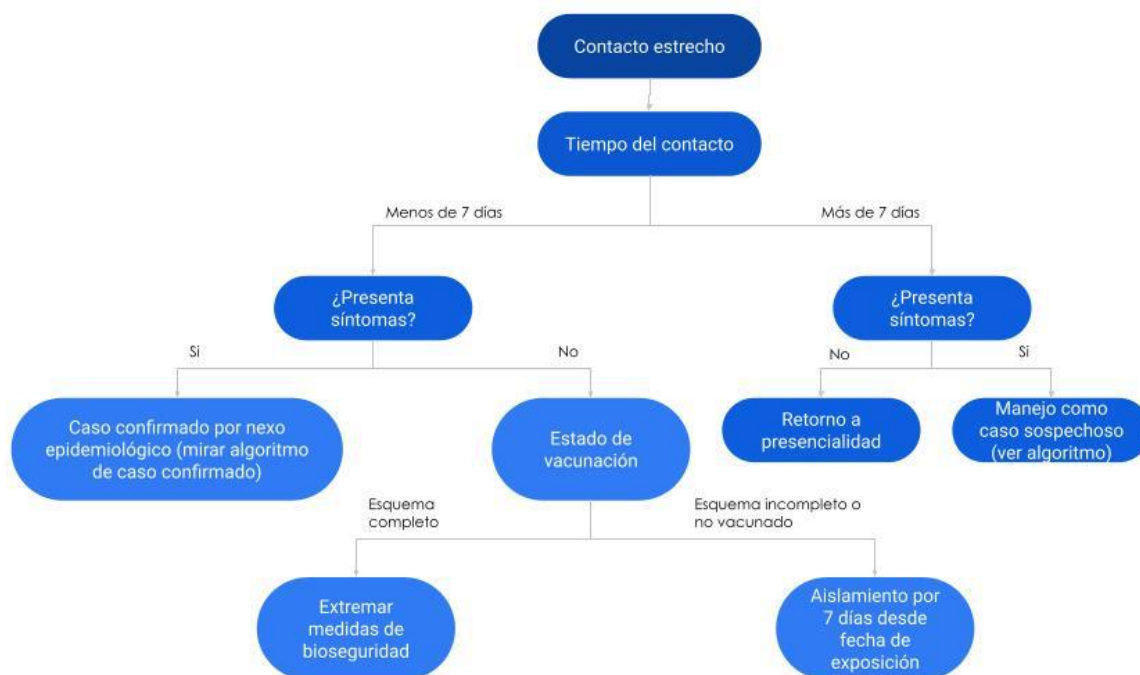 Contacto estrecho
Tiempo del contacto
Menos de 7 días
Más de 7 días
¿Presenta
síntomas?
¿Presenta
síntomas?
Si
No
No
Si
Caso confirmado por nexo
epidemiológico (mirar algoritmo
de caso confirmado)
Estado de
vacunación
Retorno a
presencialidad
Manejo como
caso sospechoso
(ver algoritmo)
Esquema
completo
Esquema incompleto o
no vacunado
Extremar
medidas de
bioseguridad
Aislamiento por
7 días desde
fecha de
exposición